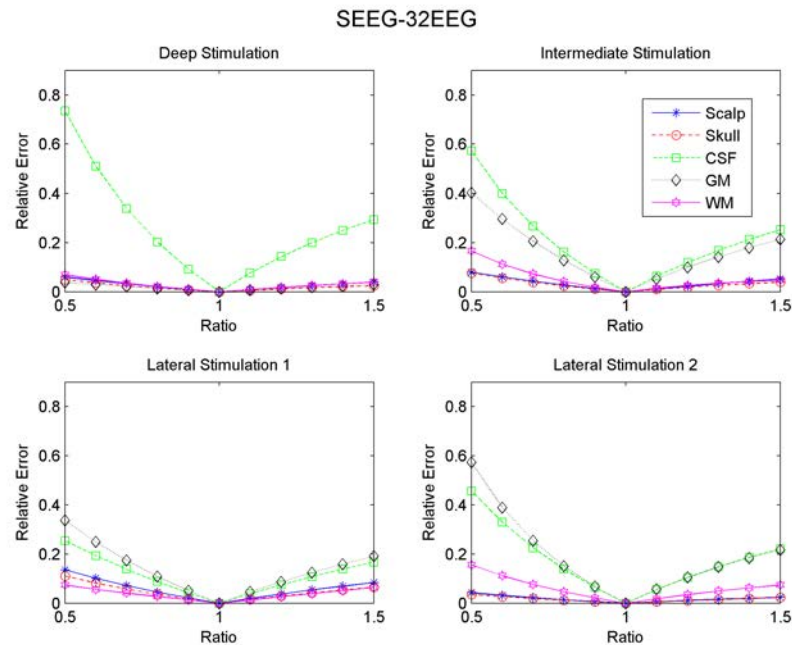 SEEG-32EEG
Deep Stimulation
0.8
0.6
0.4
0.2
0
0.5
1
1.5
Relative Error
Ratio
Intermediate Stimulation
0.8
0.6
0.4
0.2
0
0.5
1
1.5
Relative Error
Ratio
Scalp
Skull
CSF
GM
WM
Lateral Stimulation 1
0.8
0.6
0.4
0.2
0
0.5
1
1.5
Relative Error
Ratio
Lateral Stimulation 2
0.8
0.6
0.4
0.2
0
0.5
1
1.5
Relative Error
Ratio